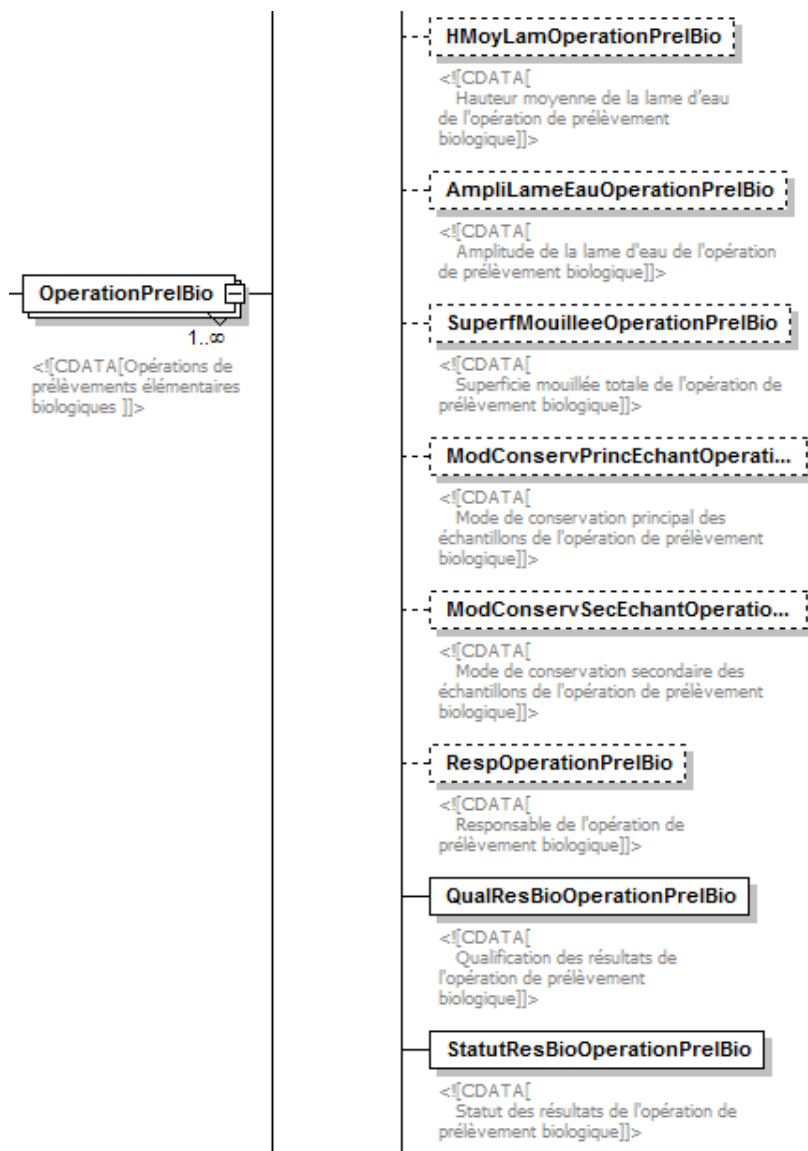 OperationPrelBio
1..∞
<![CDATA[Opérations de
prélèvements élémentaires
biologiques ]]>
HMoyLamOperationPrelBio
<![CDATA[
Hauteur moyenne de la lame d'eau
de l'opération de prélèvement
biologique]]>
AmpliLameEauOperationPrelBio
<![CDATA[
Amplitude de la lame d'eau de l'opération
de prélèvement biologique]]>
SuperfMouilleeOperationPrelBio
<![CDATA[
Superficie mouillée totale de l'opération de
prélèvement biologique]]>
ModConservPrincEchantOperati...
<![CDATA[
Mode de conservation principal des
échantillons de l'opération de prélèvement
biologique]]>
ModConservSecEchantOperatio...
<![CDATA[
Mode de conservation secondaire des
échantillons de l'opération de prélèvement
biologique]]>
RespOperationPrelBio
<![CDATA[
Responsable de l'opération de
prélèvement biologique]]>
QualResBioOperationPrelBio
<![CDATA[
Qualification des résultats de
l'opération de prélèvement
biologique]]>
StatutResBioOperationPrelBio
<![CDATA[
Statut des résultats de l'opération de
prélèvement biologique]]>